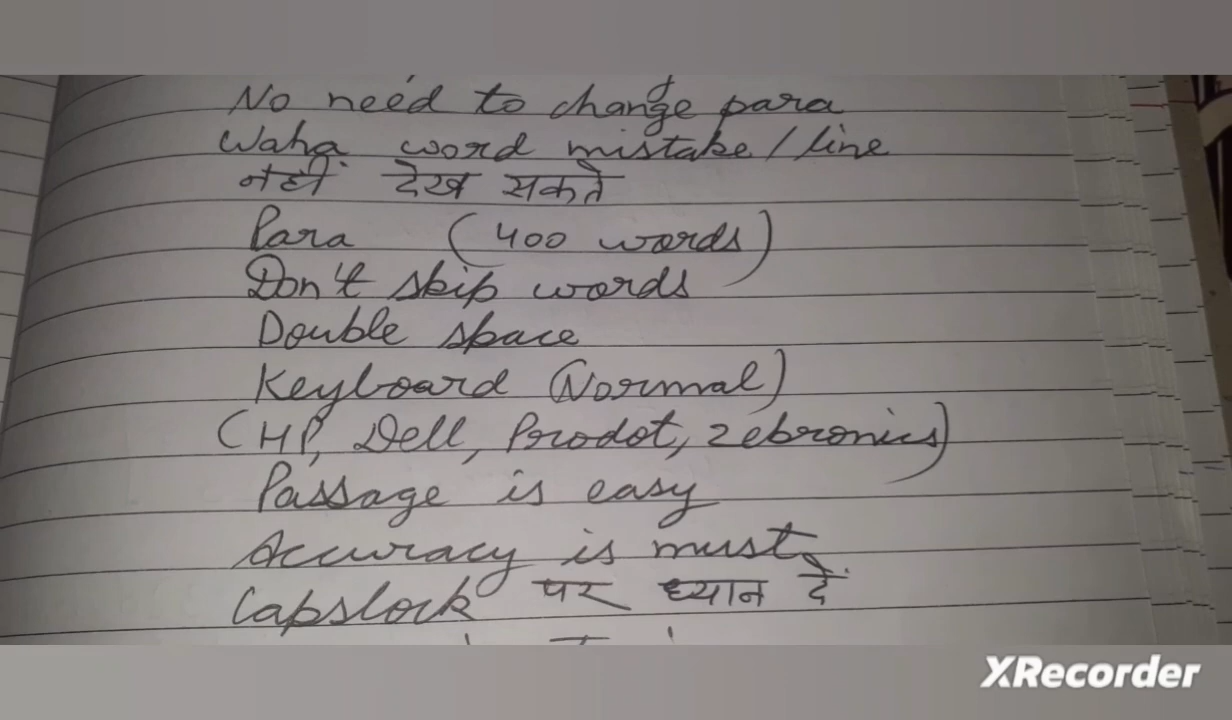 No need to change para
Waha word mistake/line
नहीं देख सकते
Para (400 words)
Don't skip words
Double space
Keyboard (Normal)
(HP, Dell, Prodot, zebronics)
Passage is easy
Accuracy is must
Capslock पर ध्यान दें
XRecorder